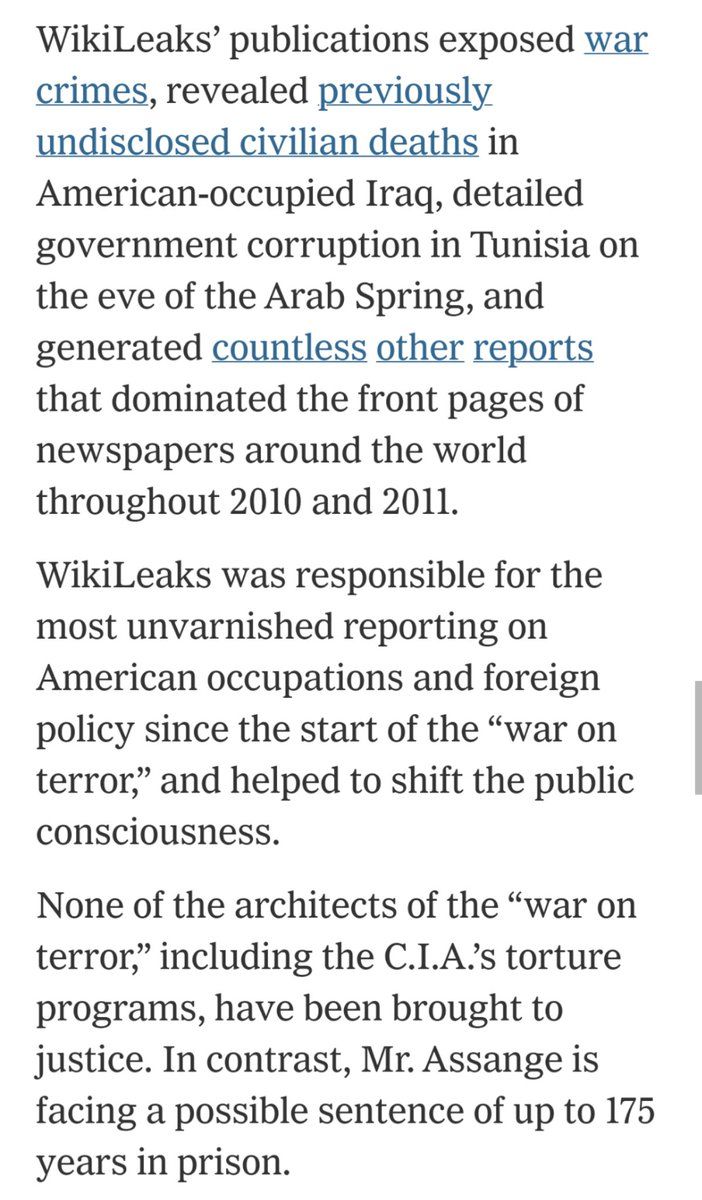 WikiLeaks’ publications exposed war
crimes, revealed previously
undisclosed civilian deaths in
American-occupied Iraq, detailed
government corruption in Tunisia on
the eve of the Arab Spring, and
generated countless other reports
that dominated the front pages of
newspapers around the world
throughout 2010 and 2011.
WikiLeaks was responsible for the
most unvarnished reporting on
American occupations and foreign
policy since the start of the “war on
terror,” and helped to shift the public
consciousness.
None of the architects of the “war on
terror,” including the C.I.A.’s torture
programs, have been brought to
justice. In contrast, Mr. Assange is
facing a possible sentence of up to 175
years in prison.